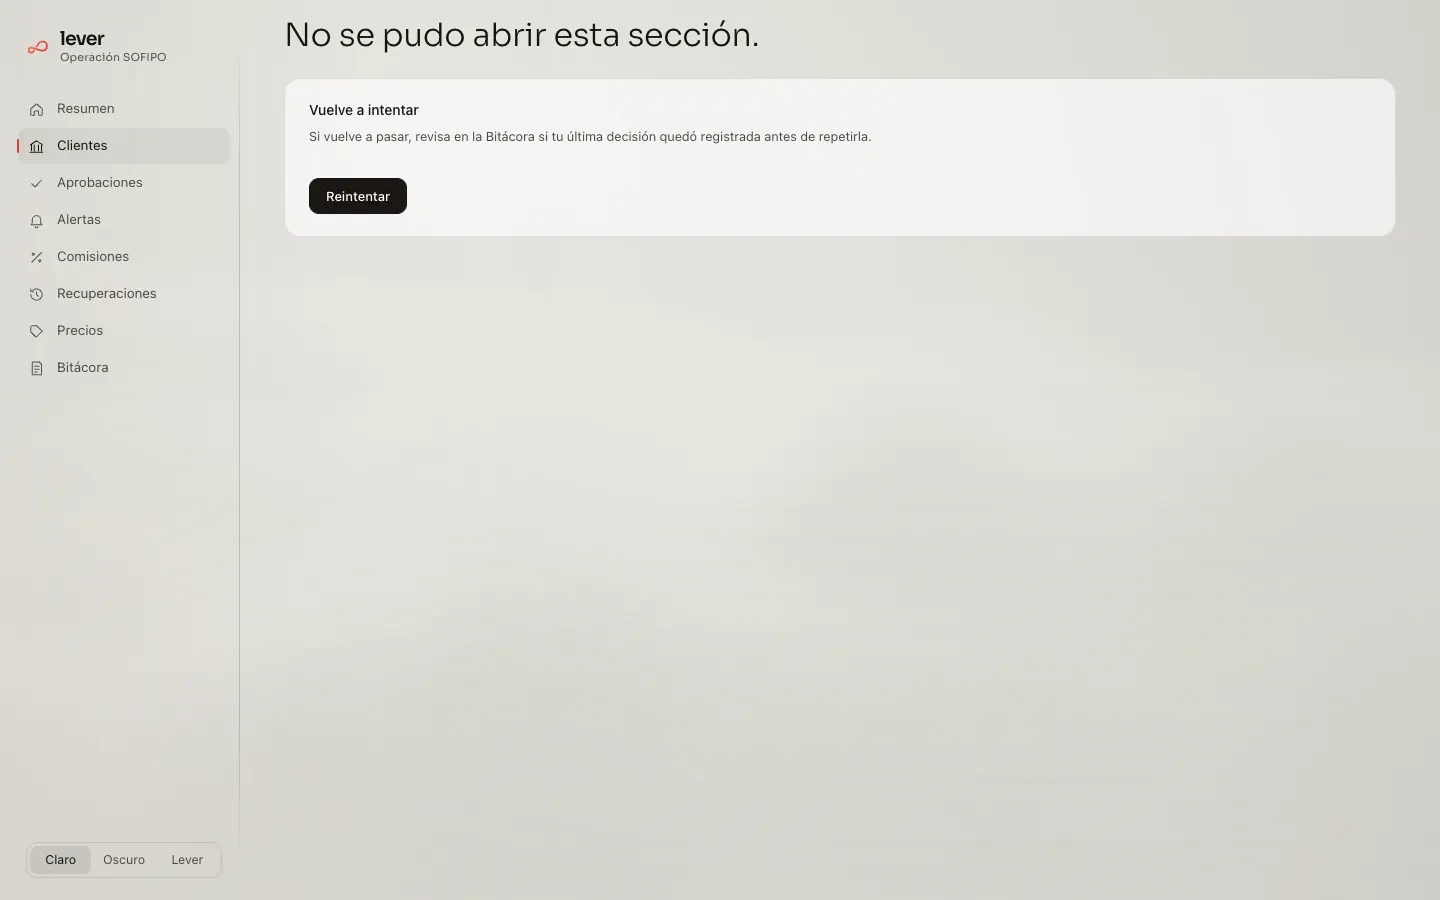 lever
Operación SOFIPO
Resumen
Clientes
Aprobaciones
Alertas
Comisiones
Recuperaciones
Precios
Bitácora
Claro
Oscuro
Lever
No se pudo abrir esta sección.
Vuelve a intentar
Si vuelve a pasar, revisa en la Bitácora si tu última decisión quedó registrada antes de repetirla.
Reintentar